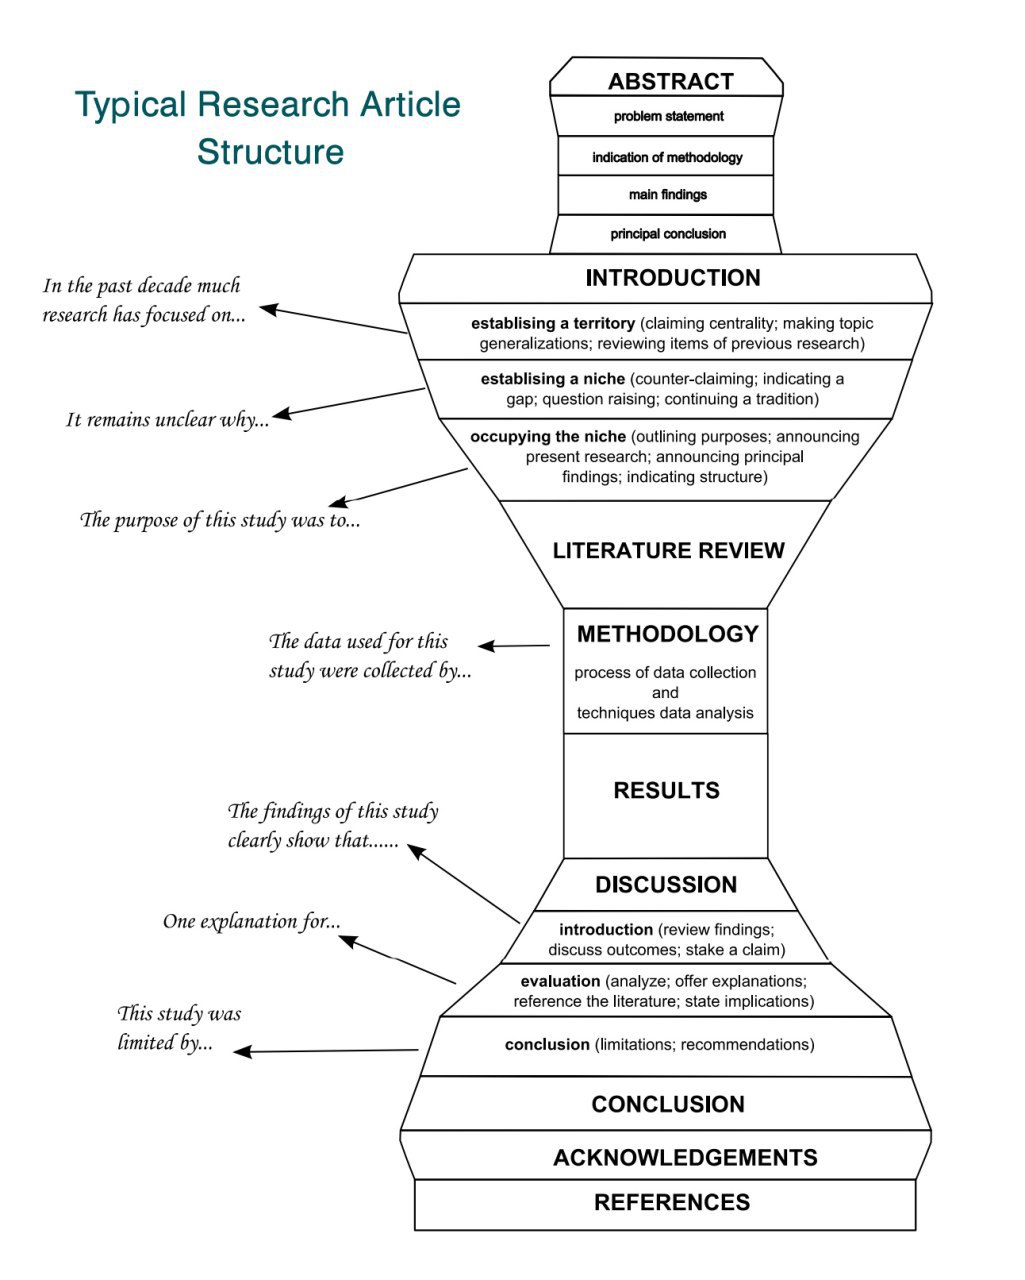 Typical Research Article
Structure
ABSTRACT
problem statement
indication of methodology
main findings
principal conclusion
INTRODUCTION
In the past decade much
research has focused on...
establising a territory (claiming centrality; making topic
generalizations; reviewing items of previous research)
establising a niche (counter-claiming; indicating a
gap; question raising; continuing a tradition)
It remains unclear why...
occupying the niche (outlining purposes; announcing
present research; announcing principal
findings; indicating structure)
The purpose of this study was to...
LITERATURE REVIEW
METHODOLOGY
The data used for this
study were collected by...
process of data collection
and
techniques data analysis
RESULTS
The findings of this study
clearly show that......
DISCUSSION
introduction (review findings;
discuss outcomes; stake a claim)
One explanation for...
evaluation (analyze; offer explanations;
reference the literature; state implications)
This study was
limited by...
conclusion (limitations; recommendations)
CONCLUSION
ACKNOWLEDGEMENTS
REFERENCES